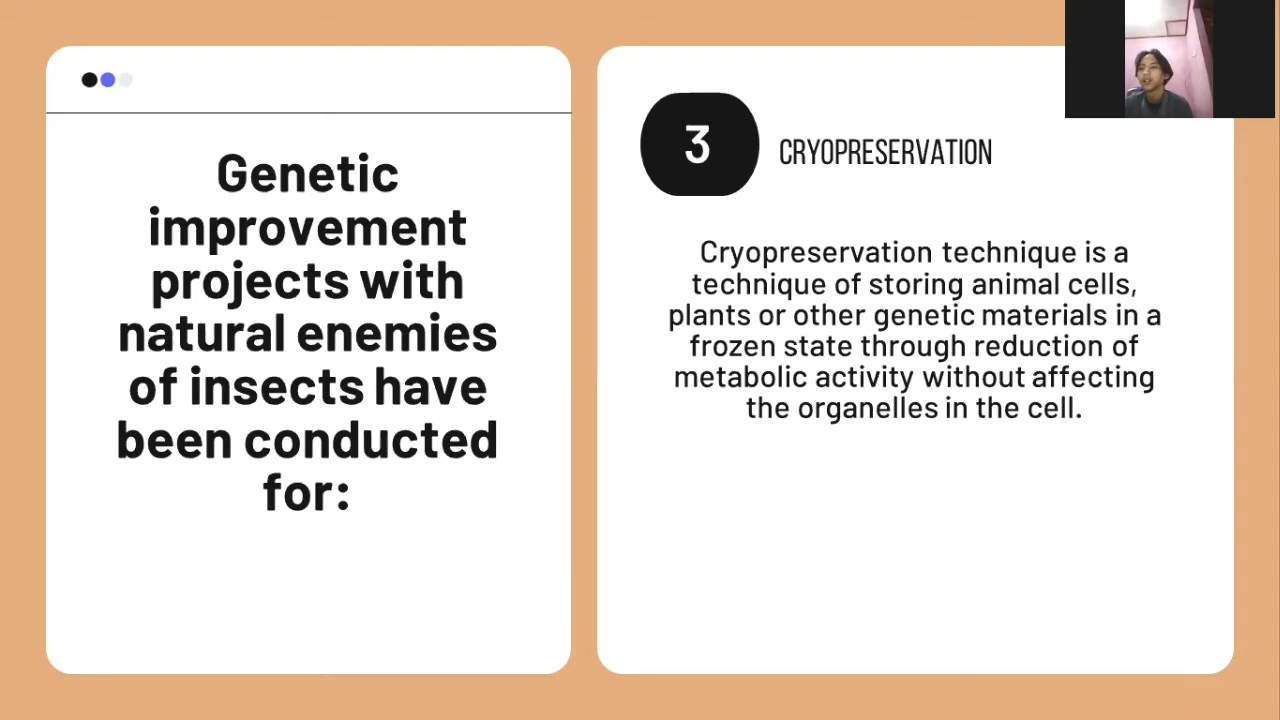 Genetic
improvement
projects with
natural enemies
of insects have
been conducted
for:
3
CRYOPRESERVATION
Cryopreservation technique is a
technique of storing animal cells,
plants or other genetic materials in a
frozen state through reduction of
metabolic activity without affecting
the organelles in the cell.